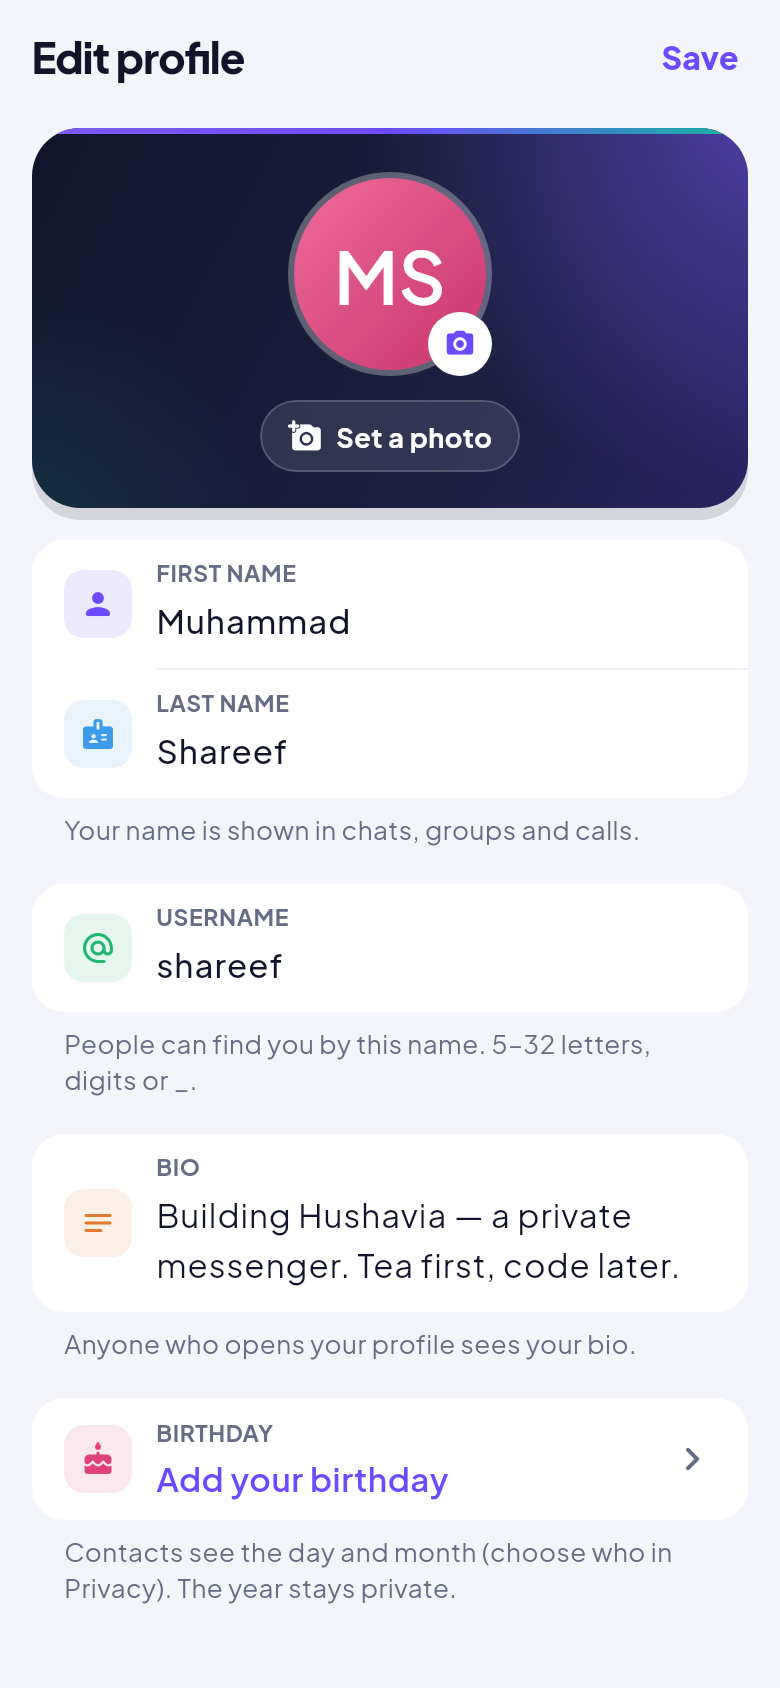 Edit profile
Save
MS
Set a photo
FIRST NAME
Muhammad
LAST NAME
Shareef
Your name is shown in chats, groups and calls.
USERNAME
shareef
People can find you by this name. 5–32 letters,
digits or _.
BIO
Building Hushavia — a private
messenger. Tea first, code later.
Anyone who opens your profile sees your bio.
BIRTHDAY
Add your birthday
Contacts see the day and month (choose who in
Privacy). The year stays private.